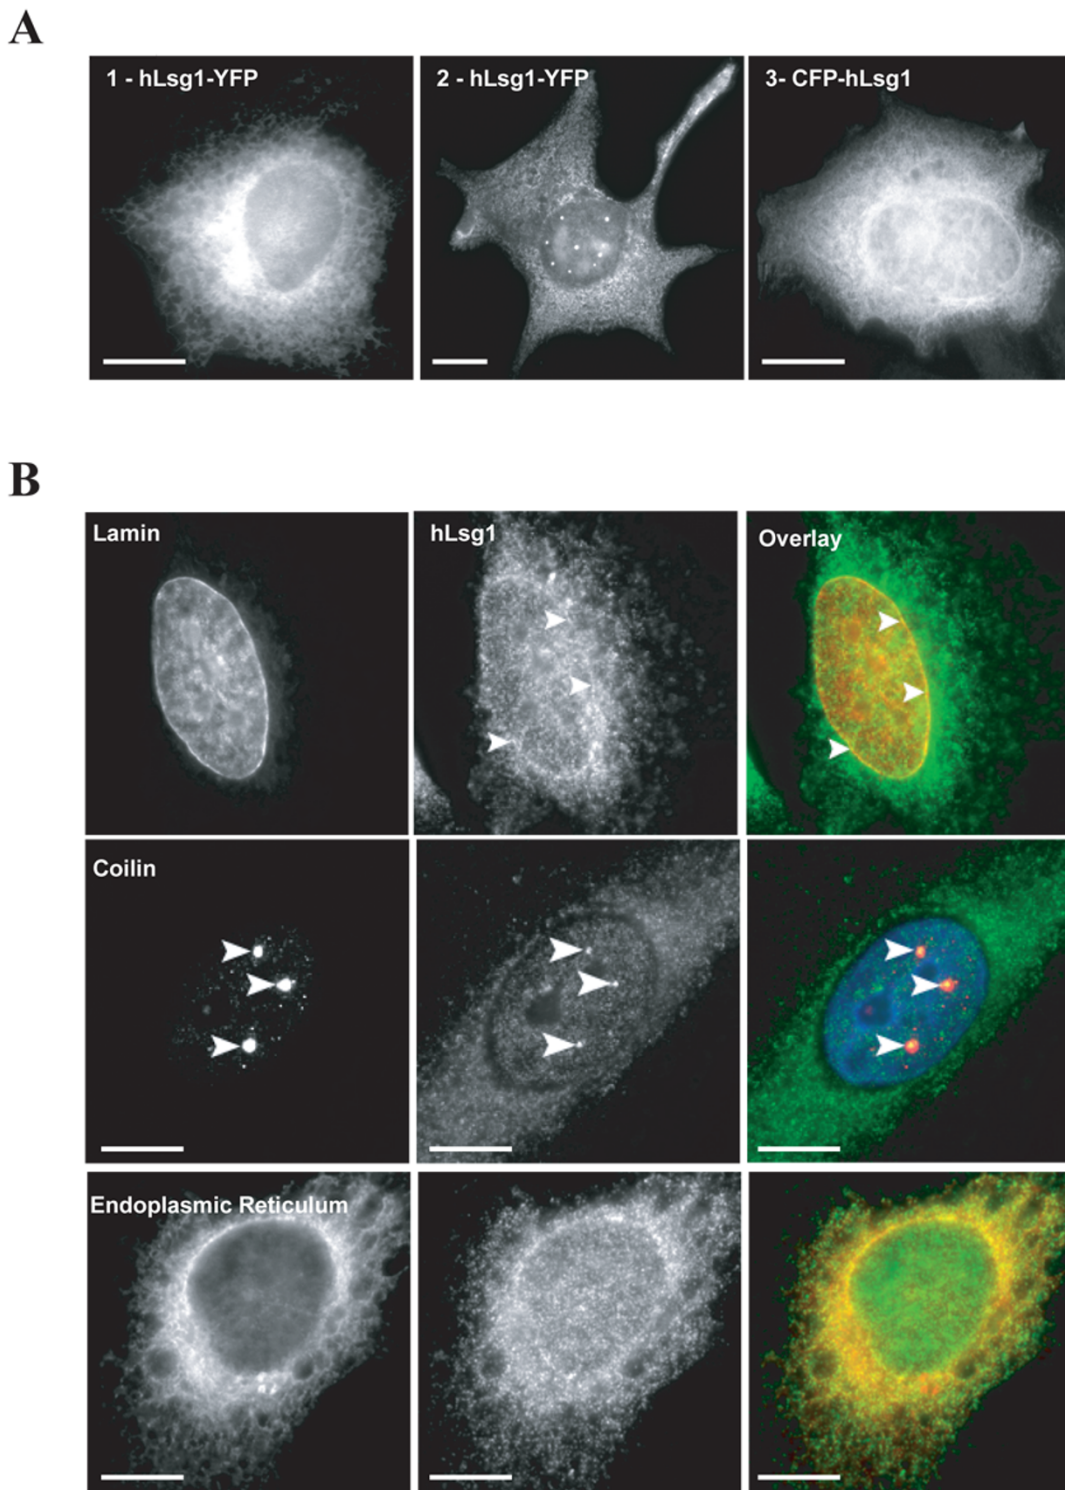 A
1 - hLsg1-YFP
2 - hLsg1-YFP
3- CFP-hLsg1
B
Lamin
hLsg1
Overlay
Coilin
Endoplasmic Reticulum